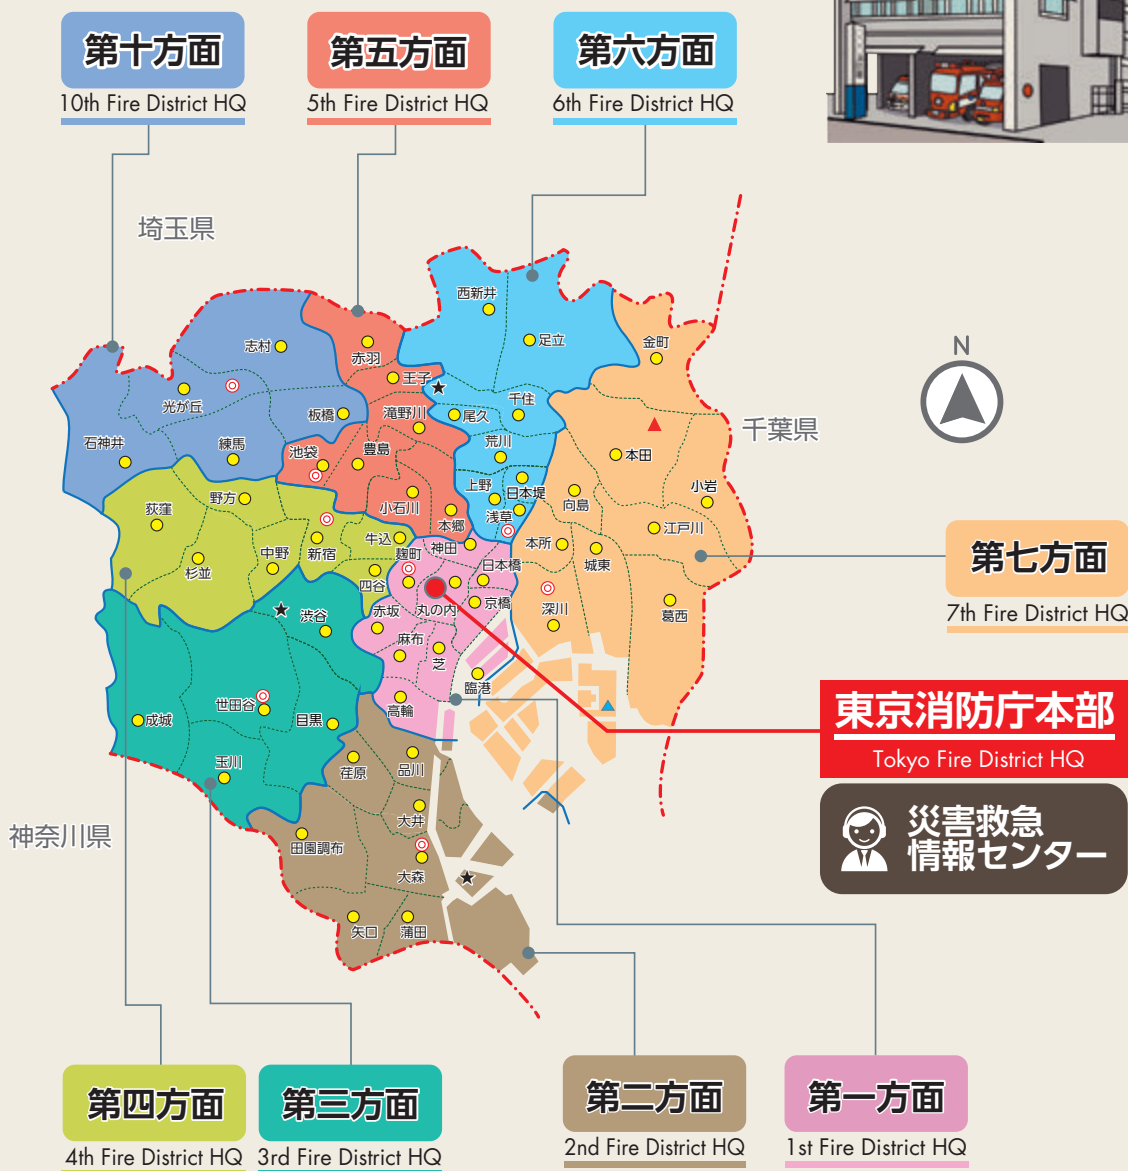 第十方面
10th Fire District HQ
第五方面
5th Fire District HQ
第六方面
6th Fire District HQ
埼玉県
西新井
足立
金町
志村
赤羽
王子
N
光が丘
板橋
滝野川
尾久
千住
千葉県
石神井
練馬
池袋
豊島
荒川
本田
上野
日本堤
小岩
荻窪
野方
小石川
本郷
浅草
向島
江戸川
杉並
中野
新宿
牛込
麹町
神田
日本橋
本所
城東
第七方面
7th Fire District HQ
四谷
丸の内
京橋
深川
葛西
渋谷
赤坂
麻布
芝
臨港
世田谷
目黒
高輪
成城
東京消防庁本部
Tokyo Fire District HQ
玉川
荏原
品川
大井
神奈川県
田園調布
大森
災害救急
情報センター
矢口
蒲田
第四方面
4th Fire District HQ
第三方面
3rd Fire District HQ
第二方面
2nd Fire District HQ
第一方面
1st Fire District HQ